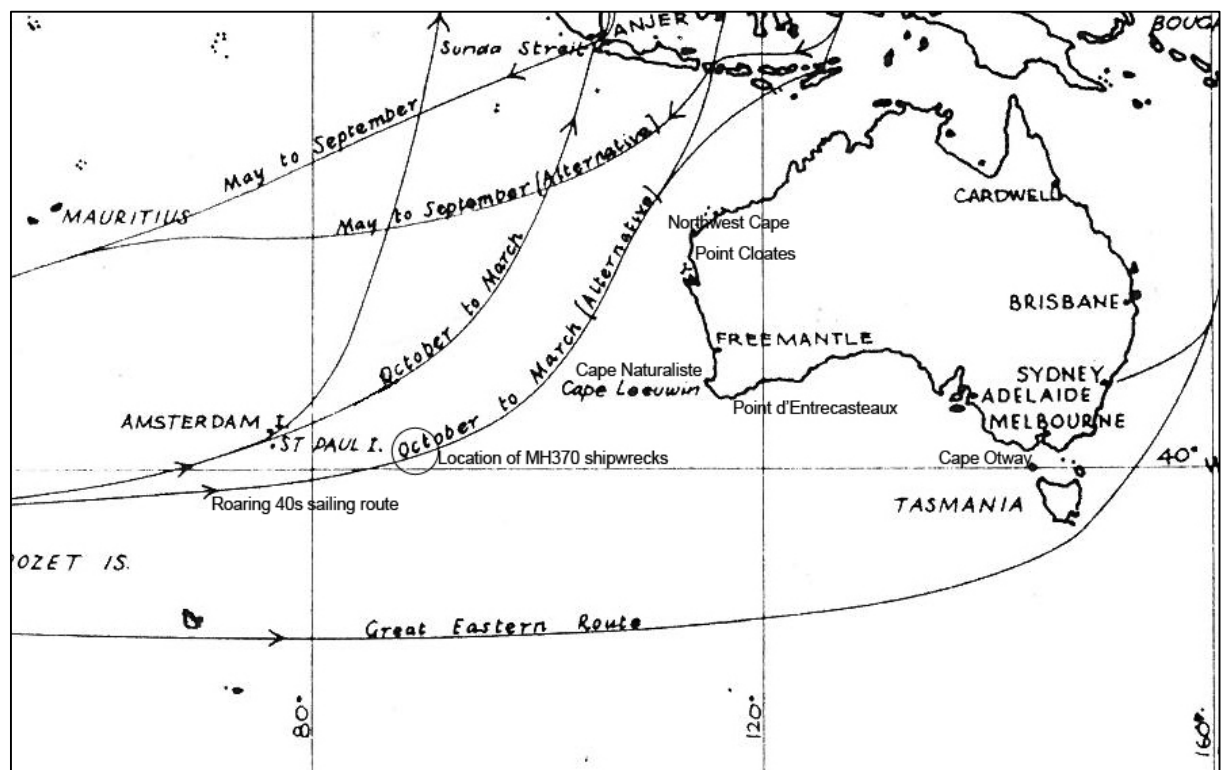 ANJER
BOUG
Sunda Strait
May to September
May to September (Alternative)
MAURITIUS
CARDWELL
Northwest Cape
Point Cloates
October to March
October to March (Alternative)
BRISBANE
FREEMANTLE
Cape Naturaliste
Cape Leeuwin
SYDNEY
ADELAIDE
Point d'Entrecasteaux
MELBOURNE
AMSTERDAM I.
ST PAUL I.
Location of MH370 shipwrecks
Cape Otway
40°
Roaring 40s sailing route
TASMANIA
OZET IS.
Great Eastern Route
80°
120°
160°